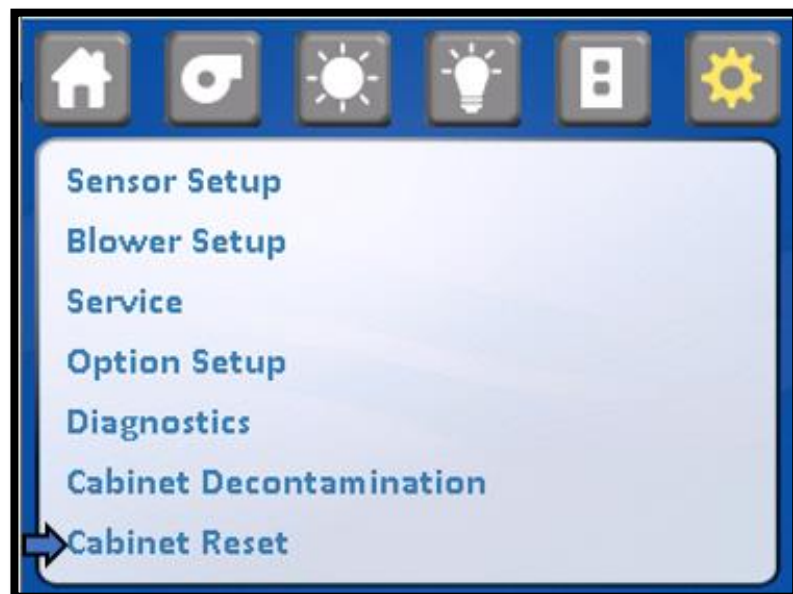 Sensor Setup
Blower Setup
Service
Option Setup
Diagnostics
Cabinet Decontamination
Cabinet Reset